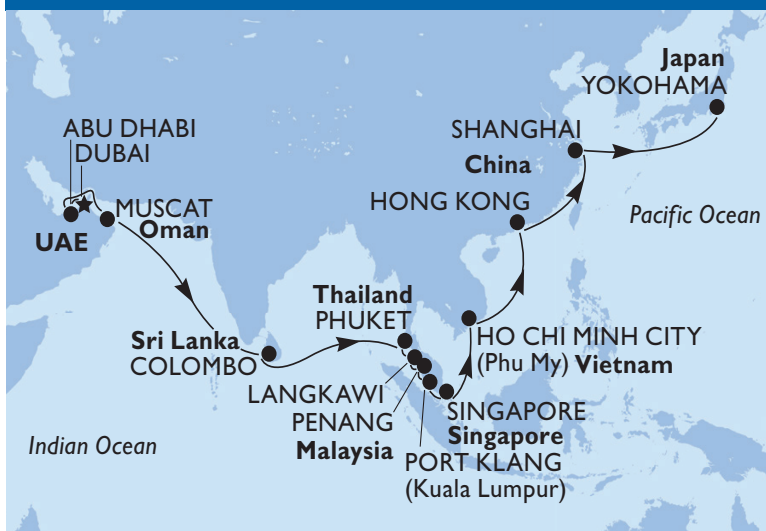 Japan
YOKOHAMA
ABU DHABI
DUBAI
SHANGHAI
China
MUSCAT
Oman
UAE
HONG KONG
Pacific Ocean
Thailand
PHUKET
Sri Lanka
COLOMBO
HO CHI MINH CITY
(Phu My) Vietnam
LANGKAWI
PENANG
Malaysia
SINGAPORE
Singapore
PORT KLANG
(Kuala Lumpur)
Indian Ocean